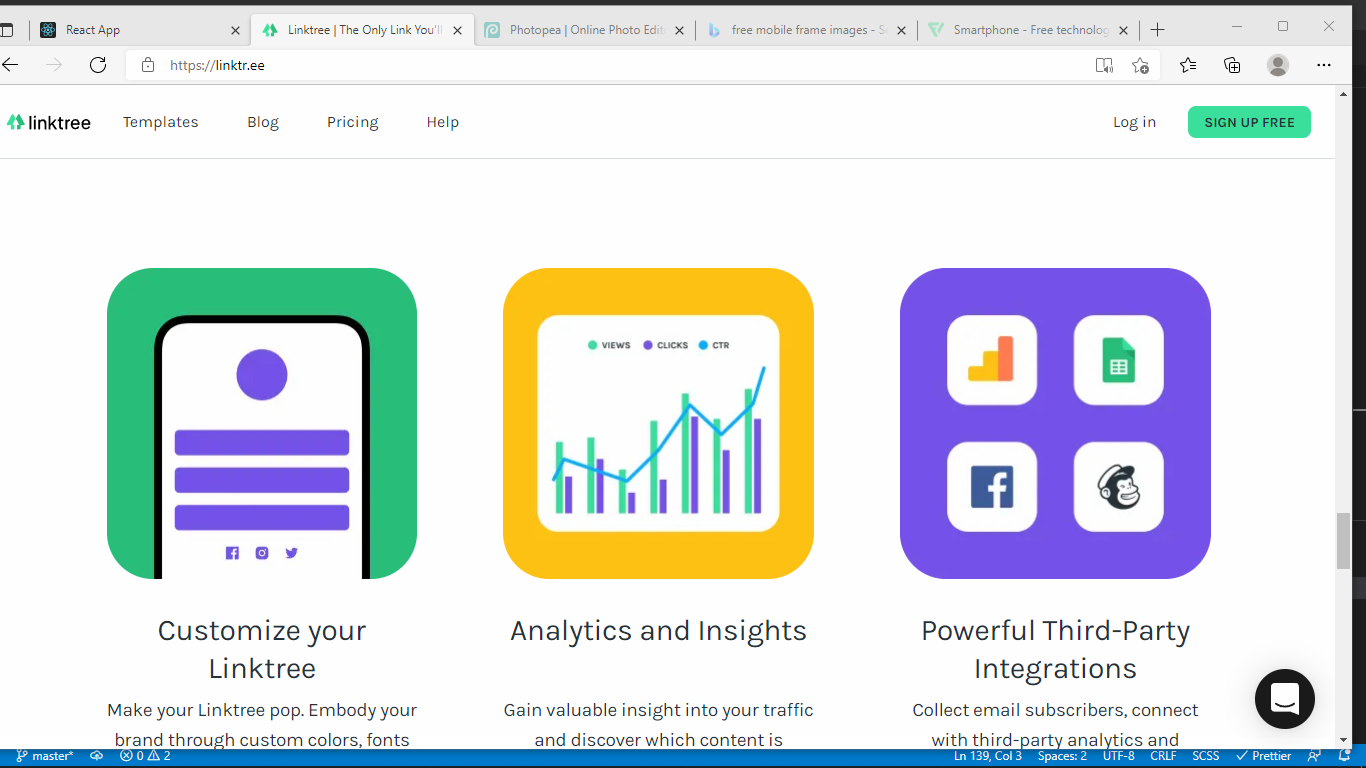 React App
Linktree | The Only Link You'll
Photopea | Online Photo Edit
free mobile frame images - S
Smartphone - Free technolog
https://linktr.ee
linktree
Templates
Blog
Pricing
Help
Log in
SIGN UP FREE
VIEWS CLICKS CTR
Customize your
Linktree
Make your Linktree pop. Embody your
brand through custom colors, fonts
Analytics and Insights
Gain valuable insight into your traffic
and discover which content is
Powerful Third-Party
Integrations
Collect email subscribers, connect
with third-party analytics and
master* 0 2 Ln 139, Col 3 Spaces: 2 UTF-8 CRLF SCSS Prettier